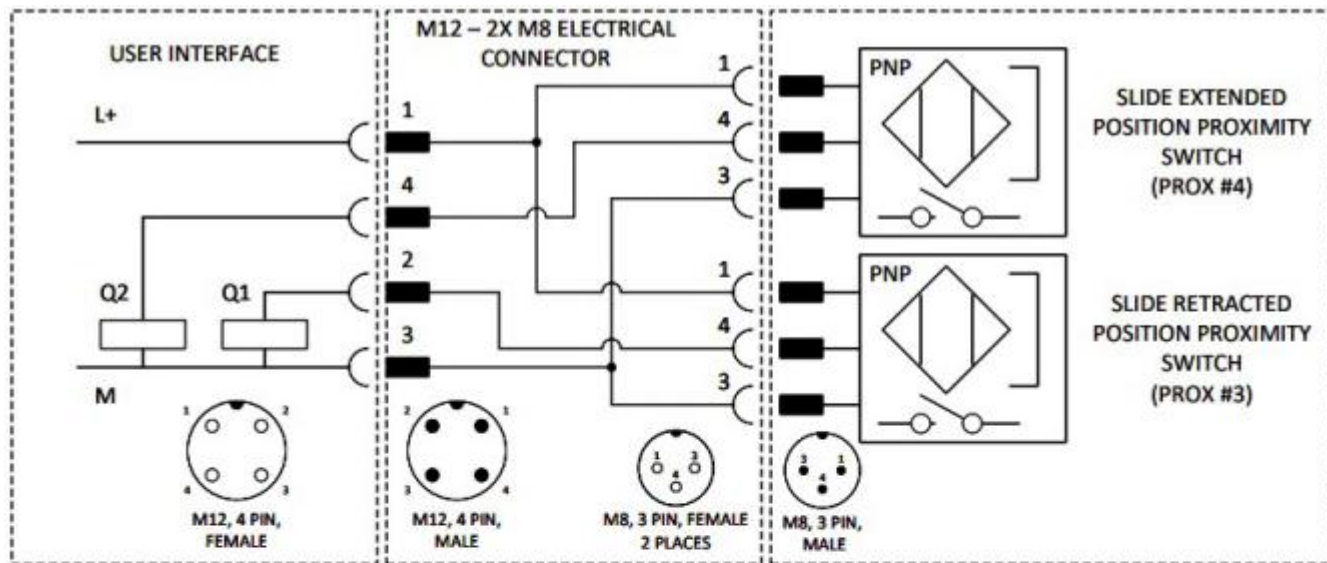 USER INTERFACE
L+
Q2
Q1
M
1
2
4
3
M12, 4 PIN,
FEMALE
M12 – 2X M8 ELECTRICAL
CONNECTOR
1
4
2
3
1
4
3
1
4
3
2
1
3
4
M12, 4 PIN,
MALE
1
3
4
M8, 3 PIN, FEMALE
2 PLACES
PNP
SLIDE EXTENDED
POSITION PROXIMITY
SWITCH
(PROX #4)
PNP
SLIDE RETRACTED
POSITION PROXIMITY
SWITCH
(PROX #3)
3
1
4
M8, 3 PIN,
MALE